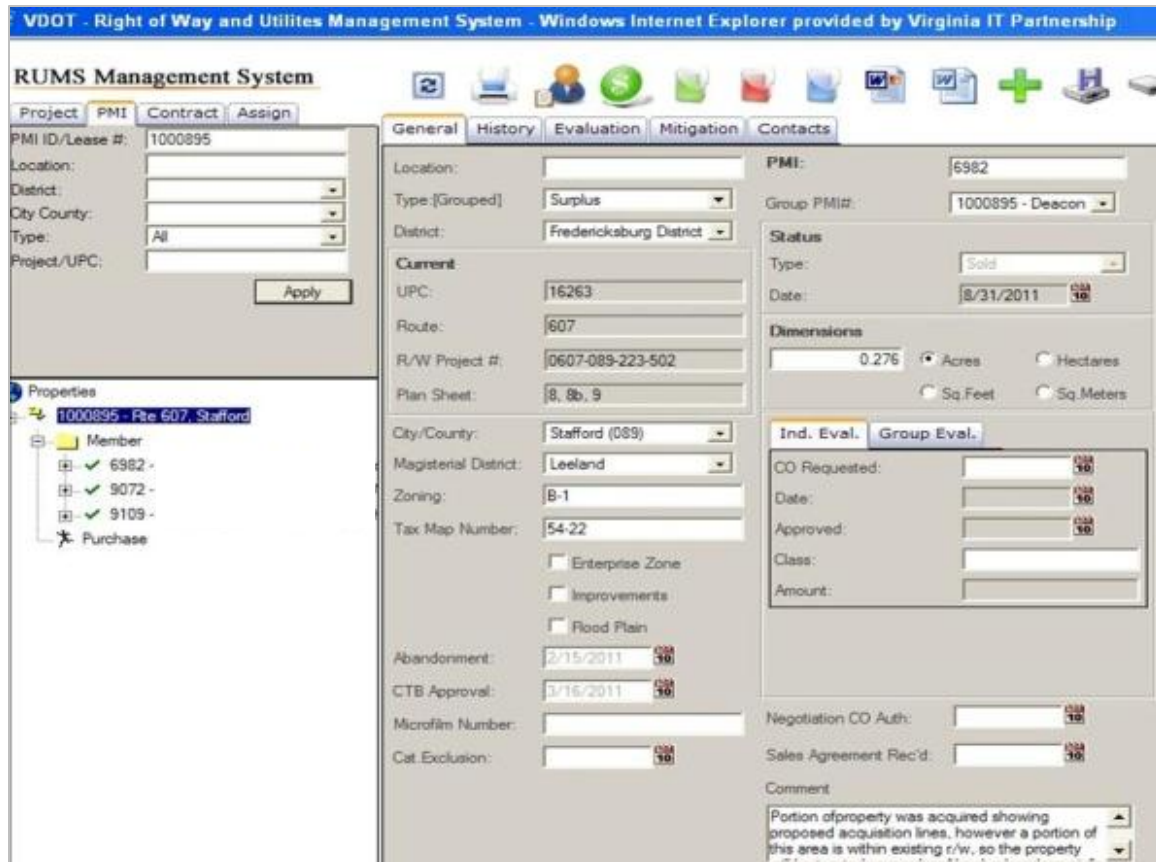 VDOT - Right of Way and Utilites Management System - Windows Internet Explorer provided by Virginia IT Partnership
RUMS Management System
Project PMI Contract Assign
PMI ID/Lease #: 1000895
Location:
District:
City County:
Type: All
Project/UPC:
Apply
Properties
1000895 - Rte 607, Stafford
Member
6982 -
9072 -
9109 -
Purchase
General History Evaluation Mitigation Contacts
Location:
Type:[Grouped] Surplus
District: Fredericksburg District
Current
UPC: 16263
Route: 607
R/W Project #: 0607-089-223-502
Plan Sheet: 8, 8b, 9
City/County: Stafford (089)
Magisterial District: Leeland
Zoning: B-1
Tax Map Number: 54-22
Enterprise Zone
Improvements
Flood Plain
Abandonment: 2/15/2011
CTB Approval: 3/16/2011
Microfilm Number:
Cat.Exclusion:
PMI: 6982
Group PMI#: 1000895 - Deacon
Status
Type: Sold
Date: 8/31/2011
Dimensions
0.276 Acres Hectares
Sq.Feet Sq.Meters
Ind. Eval. Group Eval.
CO Requested:
Date:
Approved:
Class:
Amount:
Negotiation CO Auth:
Sales Agreement Rec'd:
Comment
Portion ofproperty was acquired showing
proposed acquisition lines, however a portion of
this area is within existing r/w, so the property